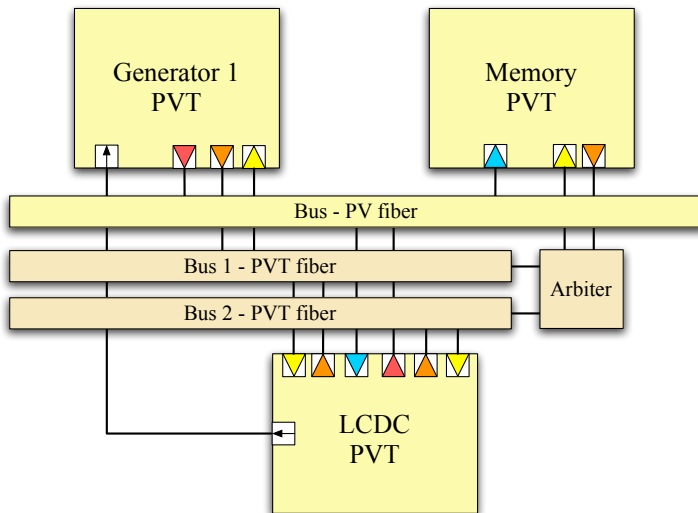 Generator 1
PVT
Memory
PVT
Bus - PV fiber
Bus 1 - PVT fiber
Arbiter
Bus 2 - PVT fiber
LCDC
PVT